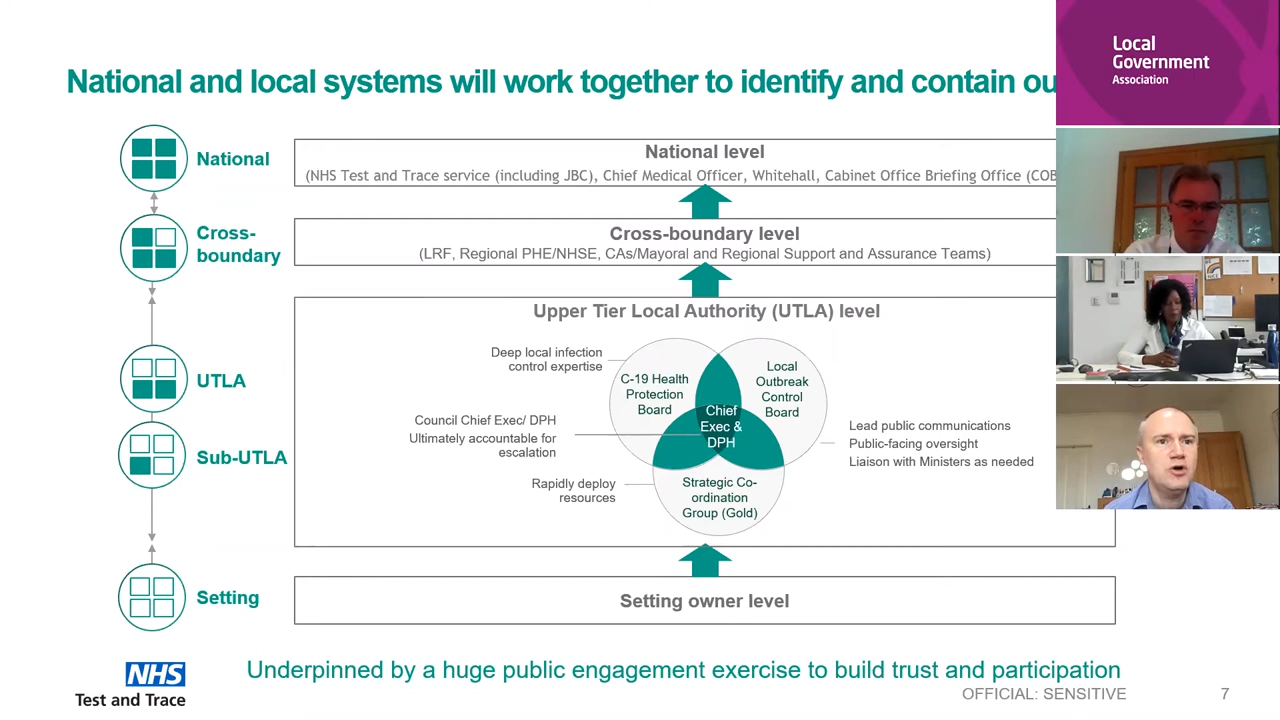 National and local systems will work together to identify and contain ou
Local
Government
Association
National
National level
(NHS Test and Trace service (including JBC), Chief Medical Officer, Whitehall, Cabinet Office Briefing Office (COB
Cross-
boundary
Cross-boundary level
(LRF, Regional PHE/NHSE, CAs/Mayoral and Regional Support and Assurance Teams)
Upper Tier Local Authority (UTLA) level
UTLA
Sub-UTLA
Deep local infection
control expertise
C-19 Health
Protection
Board
Local
Outbreak
Control
Board
Chief
Exec &
DPH
Council Chief Exec/ DPH
Ultimately accountable for
escalation
Rapidly deploy
resources
Strategic Co-
ordination
Group (Gold)
Lead public communications
Public-facing oversight
Liaison with Ministers as needed
Setting
Setting owner level
NHS
Test and Trace
Underpinned by a huge public engagement exercise to build trust and participation
OFFICIAL: SENSITIVE
7